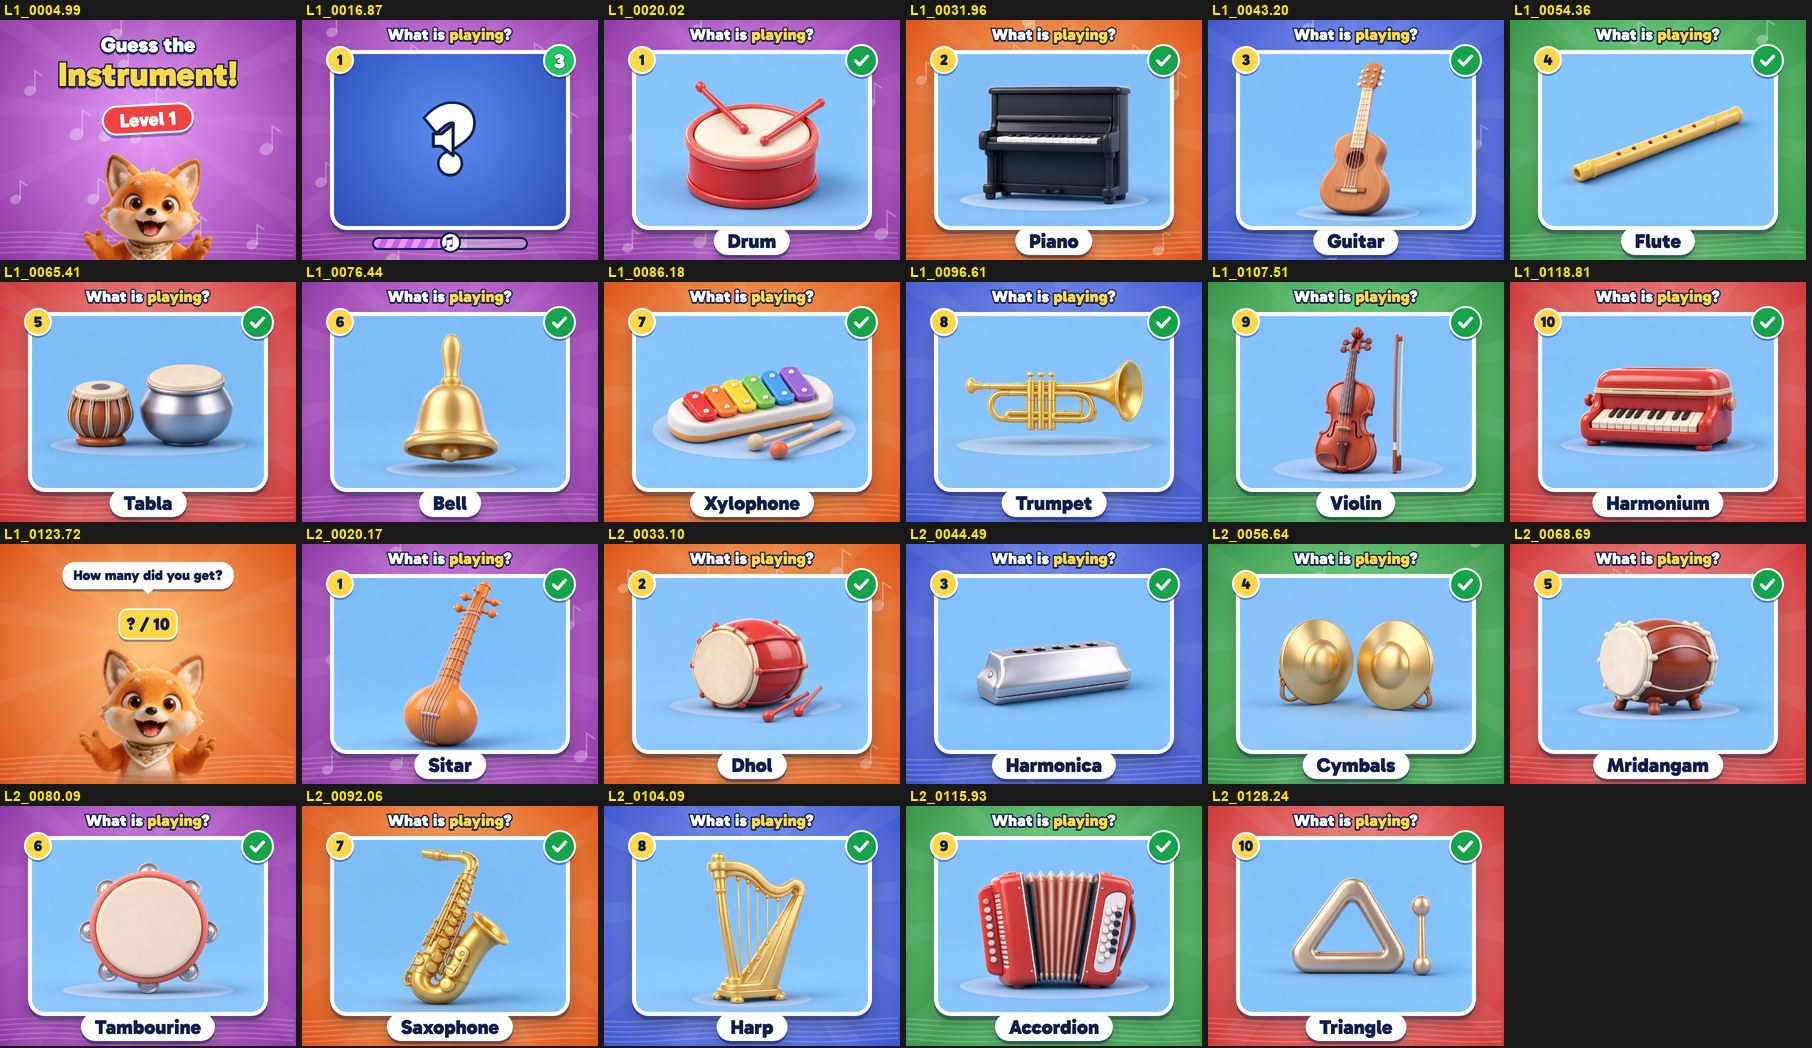 L1_0004.99
Guess the
Instrument!
Level 1
L1_0016.87
What is playing?
1
3
?
L1_0020.02
What is playing?
1
Drum
L1_0031.96
What is playing?
2
Piano
L1_0043.20
What is playing?
3
Guitar
L1_0054.36
What is playing?
4
Flute
L1_0065.41
What is playing?
5
Tabla
L1_0076.44
What is playing?
6
Bell
L1_0086.18
What is playing?
7
Xylophone
L1_0096.61
What is playing?
8
Trumpet
L1_0107.51
What is playing?
9
Violin
L1_0118.81
What is playing?
10
Harmonium
L1_0123.72
How many did you get?
? / 10
L2_0020.17
What is playing?
1
Sitar
L2_0033.10
What is playing?
2
Dhol
L2_0044.49
What is playing?
3
Harmonica
L2_0056.64
What is playing?
4
Cymbals
L2_0068.69
What is playing?
5
Mridangam
L2_0080.09
What is playing?
6
Tambourine
L2_0092.06
What is playing?
7
Saxophone
L2_0104.09
What is playing?
8
Harp
L2_0115.93
What is playing?
9
Accordion
L2_0128.24
What is playing?
10
Triangle